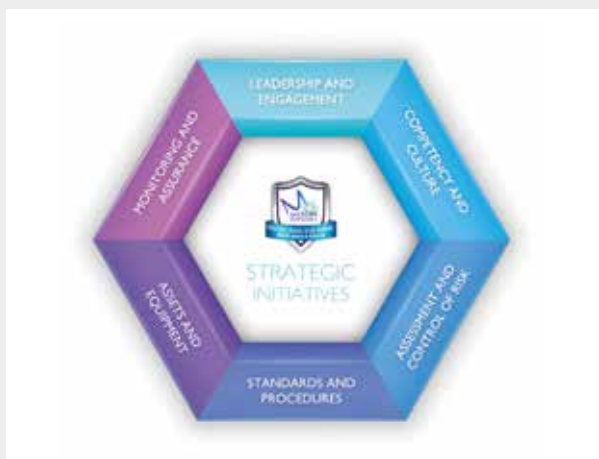 LEADERSHIP AND
ENGAGEMENT
COMPETENCY AND
CULTURE
ASSESSMENT AND
CONTROL OF RISK
STANDARDS AND
PROCEDURES
ASSETS AND
EQUIPMENT
MONITORING AND
ASSURANCE
STRATEGIC
INITIATIVES